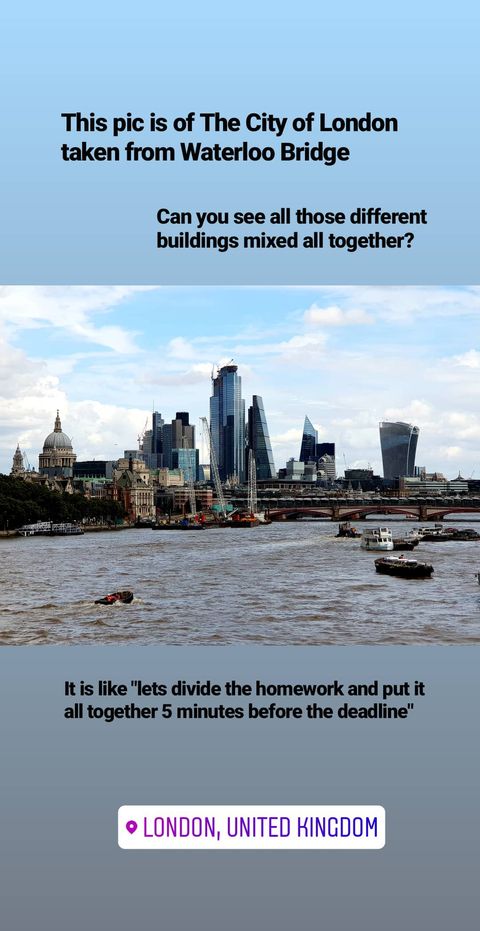 This pic is of The City of London
taken from Waterloo Bridge
Can you see all those different
buildings mixed all together?
It is like "lets divide the homework and put it
all together 5 minutes before the deadline"
LONDON, UNITED KINGDOM